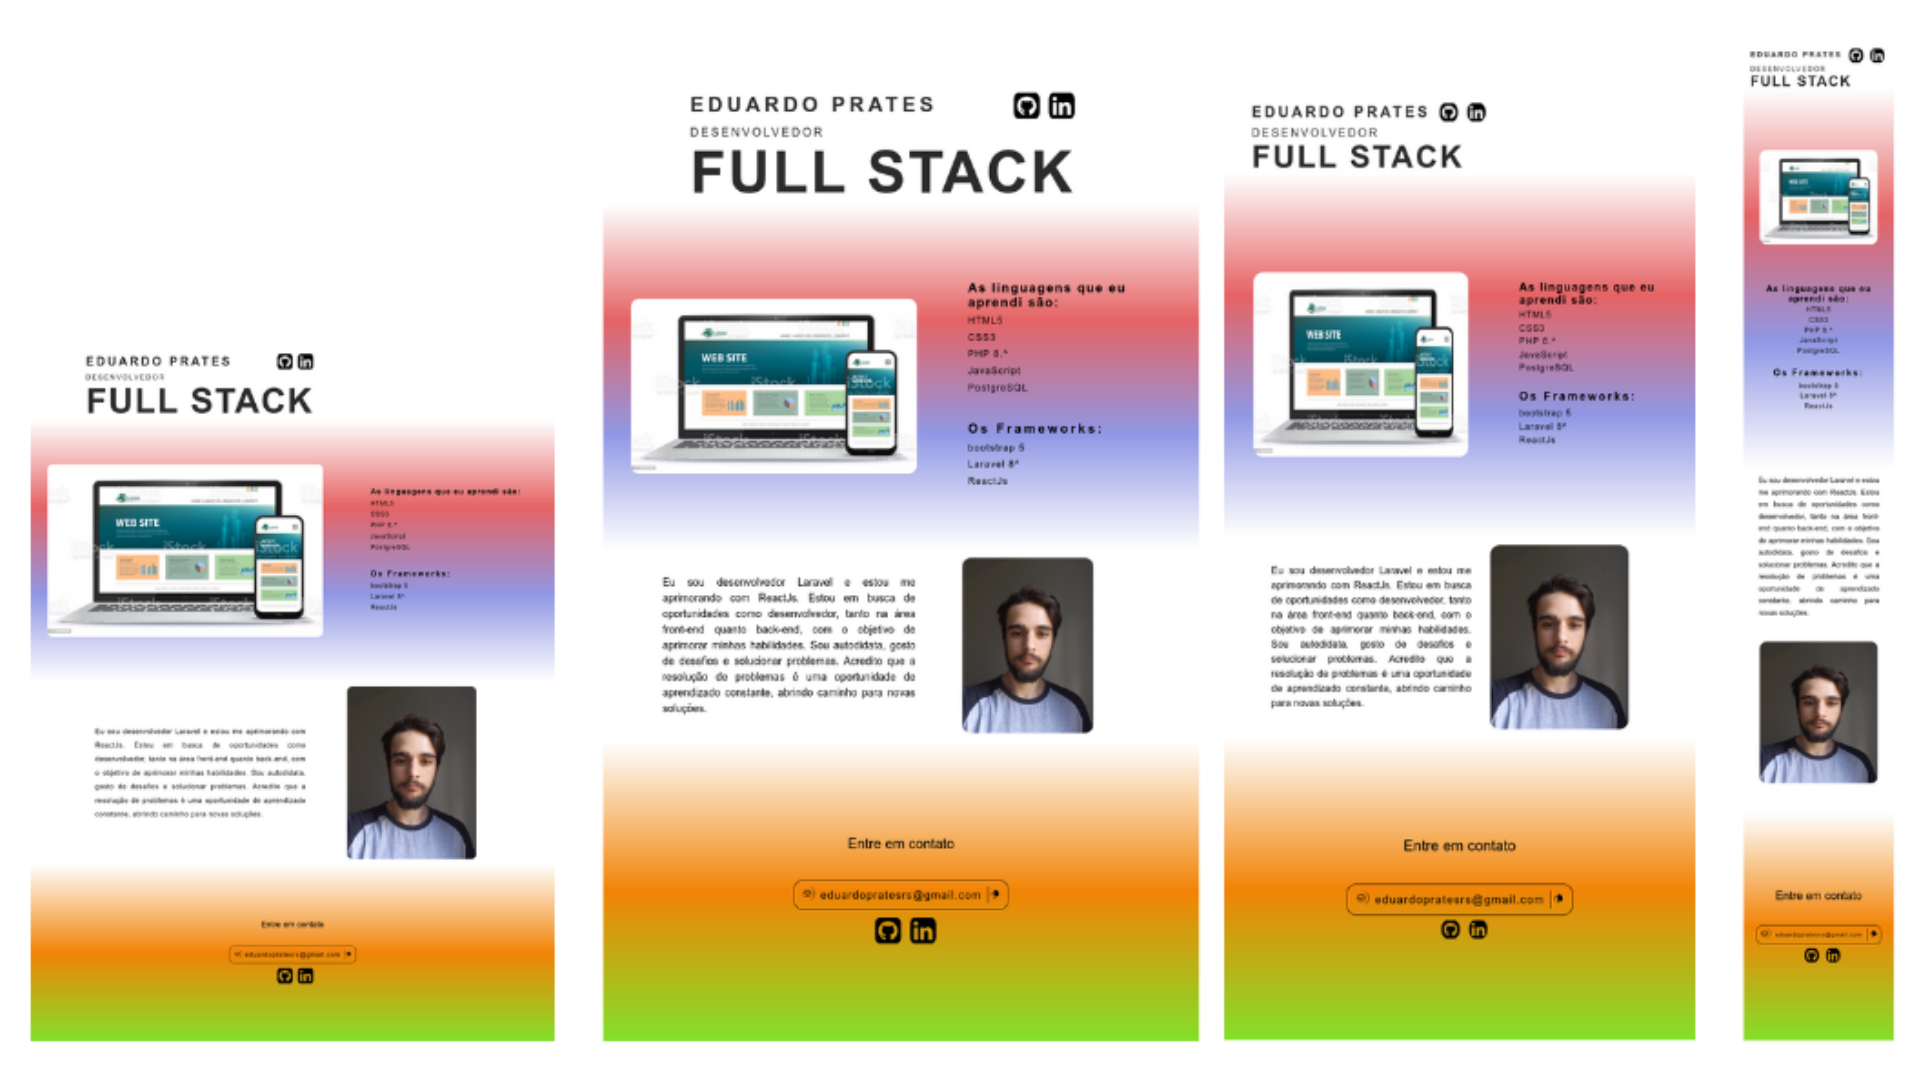 EDUARDO PRATES
DESENVOLVEDOR
FULL STACK
WEB SITE
iStock
As linguagens que eu aprendi são:
HTML5
CSS3
PHP 8.*
JavaScript
PostgreSQL
Os Frameworks:
bootstrap 5
Laravel 8ª
ReactJs
Eu sou desenvolvedor Laravel e estou me aprimorando com
ReactJs. Estou em busca de oportunidades como
desenvolvedor, tanto na área front-end quanto back-end, com
o objetivo de aprimorar minhas habilidades. Sou autodidata,
gosto de desafios e solucionar problemas. Acredito que a
resolução de problemas é uma oportunidade de aprendizado
constante, abrindo caminho para novas soluções.
Entre em contato
eduardopratesrs@gmail.com
EDUARDO PRATES
DESENVOLVEDOR
FULL STACK
WEB SITE
iStock
iStock
As linguagens que eu
aprendi são:
HTML5
CSS3
PHP 8.*
JavaScript
PostgreSQL
Os Frameworks:
bootstrap 5
Laravel 8ª
ReactJs
Eu sou desenvolvedor Laravel e estou me
aprimorando com ReactJs. Estou em busca de
oportunidades como desenvolvedor, tanto na área
front-end quanto back-end, com o objetivo de
aprimorar minhas habilidades. Sou autodidata, gosto
de desafios e solucionar problemas. Acredito que a
resolução de problemas é uma oportunidade de
aprendizado constante, abrindo caminho para novas
soluções.
Entre em contato
eduardopratesrs@gmail.com
EDUARDO PRATES
DESENVOLVEDOR
FULL STACK
WEB SITE
iStock
As linguagens que eu
aprendi são:
HTML5
CSS3
PHP 8.*
JavaScript
PostgreSQL
Os Frameworks:
bootstrap 5
Laravel 8ª
ReactJs
Eu sou desenvolvedor Laravel e estou me
aprimorando com ReactJs. Estou em busca
de oportunidades como desenvolvedor, tanto
na área front-end quanto back-end, com o
objetivo de aprimorar minhas habilidades.
Sou autodidata, gosto de desafios e
solucionar problemas. Acredito que a
resolução de problemas é uma oportunidade
de aprendizado constante, abrindo caminho
para novas soluções.
Entre em contato
eduardopratesrs@gmail.com
EDUARDO PRATES
DESENVOLVEDOR
FULL STACK
As linguagens que eu
aprendi são:
HTML5
CSS3
PHP 8.*
JavaScript
PostgreSQL
Os Frameworks:
bootstrap 5
Laravel 8ª
ReactJs
Eu sou desenvolvedor Laravel e estou
me aprimorando com ReactJs. Estou
em busca de oportunidades como
desenvolvedor, tanto na área front-
end quanto back-end, com o objetivo
de aprimorar minhas habilidades. Sou
autodidata, gosto de desafios e
solucionar problemas. Acredito que a
resolução de problemas é uma
oportunidade de aprendizado
constante, abrindo caminho para
novas soluções.
Entre em contato
eduardopratesrs@gmail.com